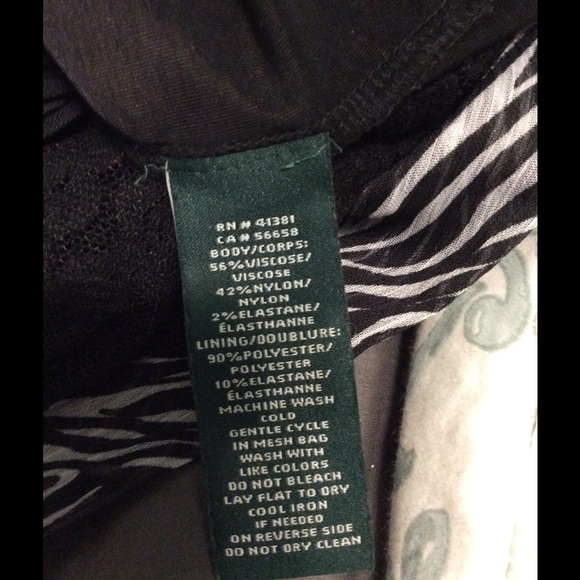 RN # 41381
CA # 56658
BODY/CORPS:
56%VISCOSE/
VISCOSE
42%NYLON/
NYLON
2%ELASTANE/
ÉLASTHANNE
LINING/DOUBLURE:
90%POLYESTER/
POLYESTER
10%ELASTANE/
ÉLASTHANNE
MACHINE WASH
COLD
GENTLE CYCLE
IN MESH BAG
WASH WITH
LIKE COLORS
DO NOT BLEACH
LAY FLAT TO DRY
COOL IRON
IF NEEDED
ON REVERSE SIDE
DO NOT DRY CLEAN